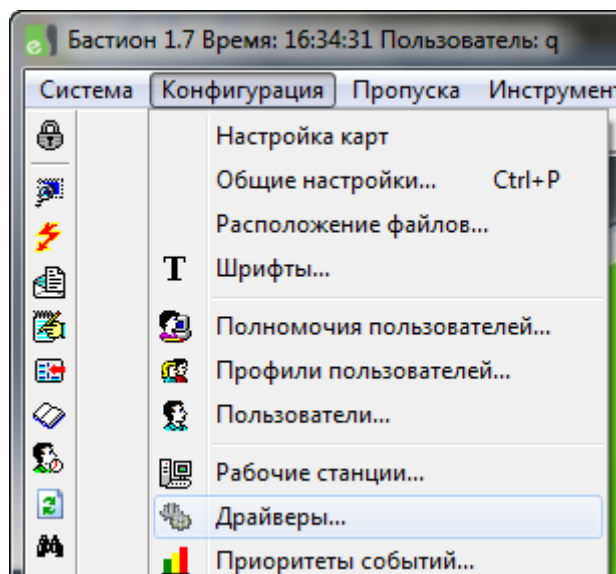 Бастион 1.7 Время: 16:34:31 Пользователь: q
Система Конфигурация Пропуска Инструмент
Настройка карт
Общие настройки... Ctrl+P
Расположение файлов...
T Шрифты...
Полномочия пользователей...
Профили пользователей...
Пользователи...
Рабочие станции...
Драйверы...
Приоритеты событий...